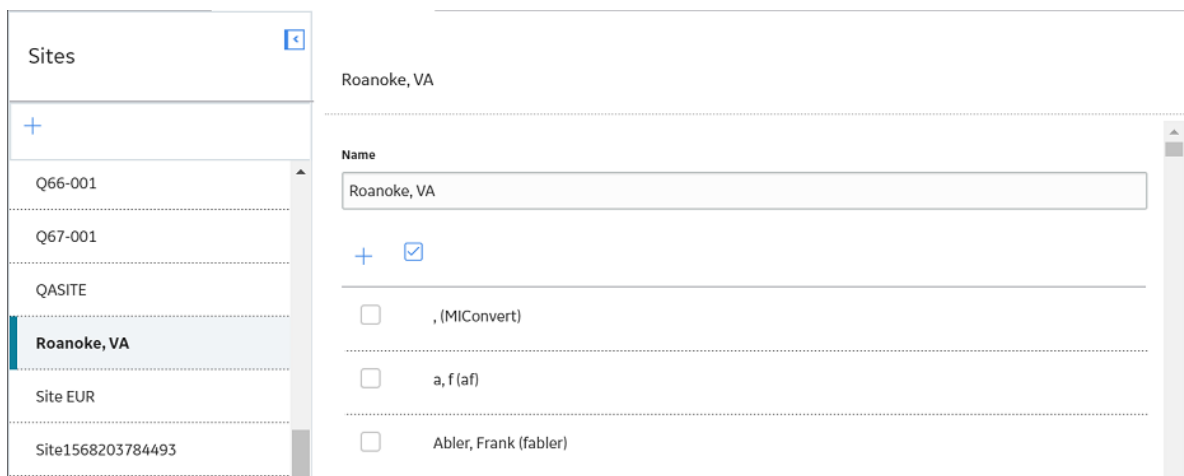 Sites
Q66-001
Q67-001
QASITE
Roanoke, VA
Site EUR
Site1568203784493
Roanoke, VA
Name
Roanoke, VA
, (MIConvert)
a, f (af)
Abler, Frank (fabler)